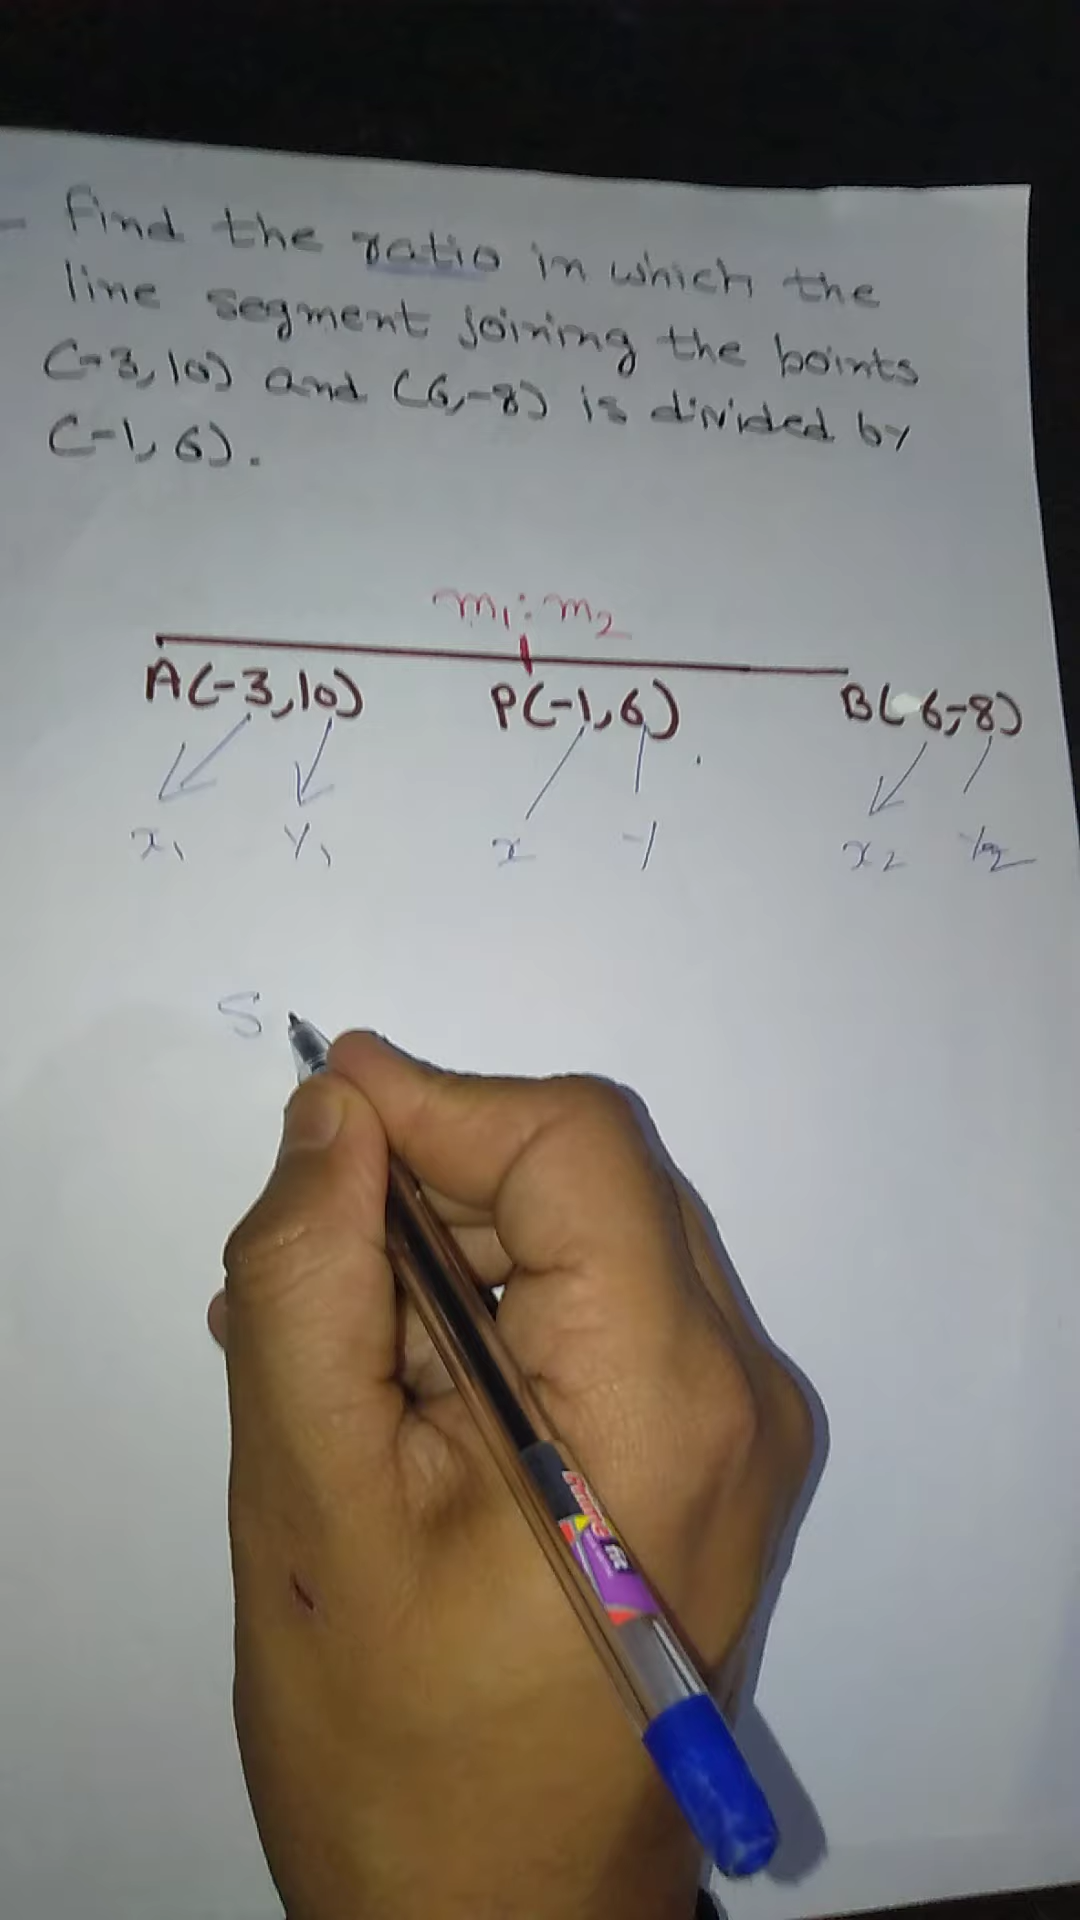 Find the ratio in which the
line segment joining the points
(-3,10) and (6,-8) is divided by
(-1, 6).
m₁ : m₂
A(-3,10) P(-1,6) B(6,-8)
x₁ y₁ x y x₂ y₂
S